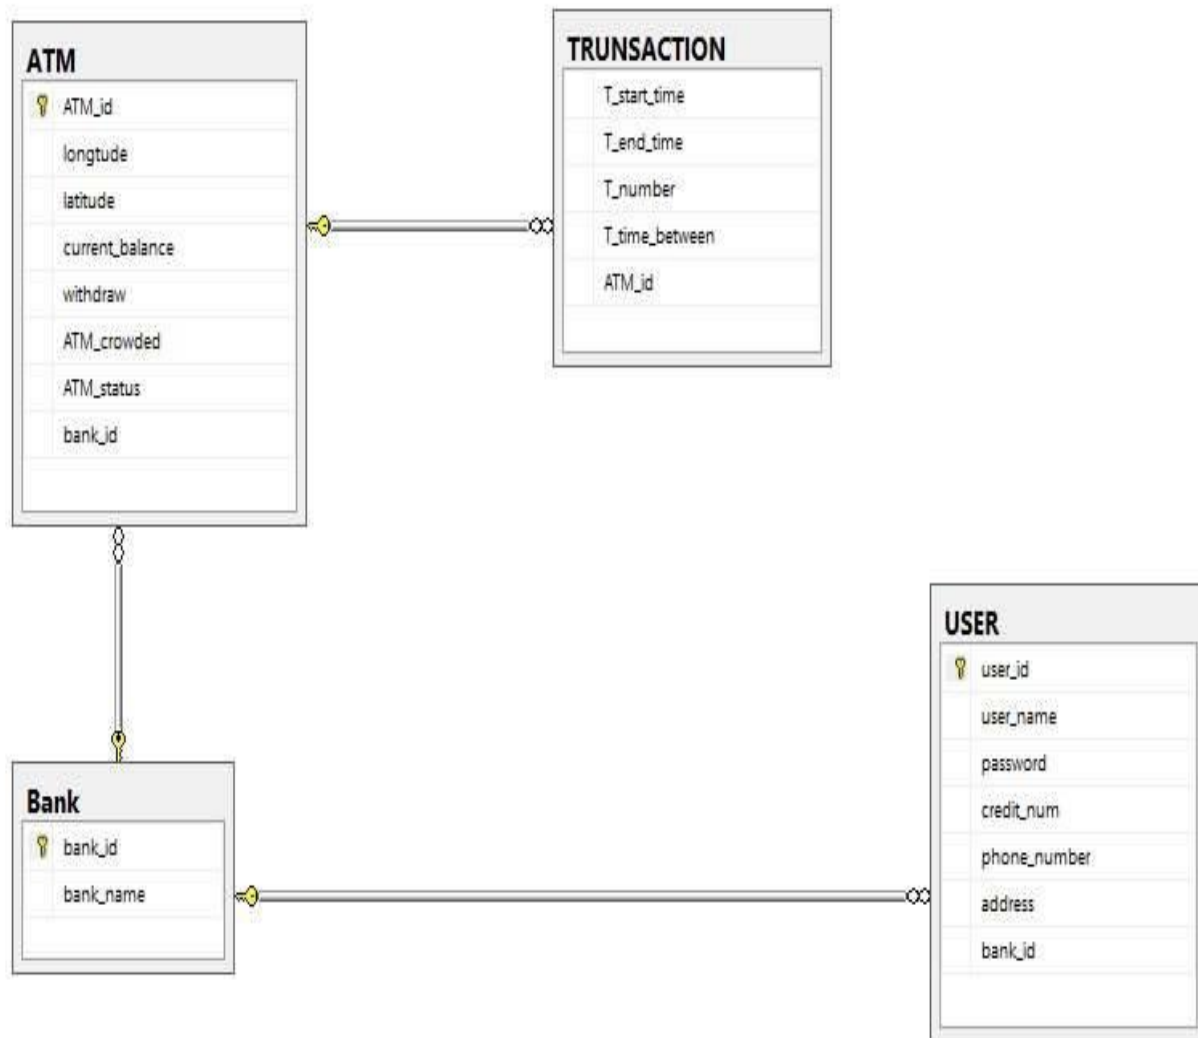 ATM
ATM_id
longtude
latitude
current_balance
withdraw
ATM_crowded
ATM_status
bank_id
TRUNSACTION
T_start_time
T_end_time
T_number
T_time_between
ATM_id
Bank
bank_id
bank_name
USER
user_id
user_name
password
credit_num
phone_number
address
bank_id